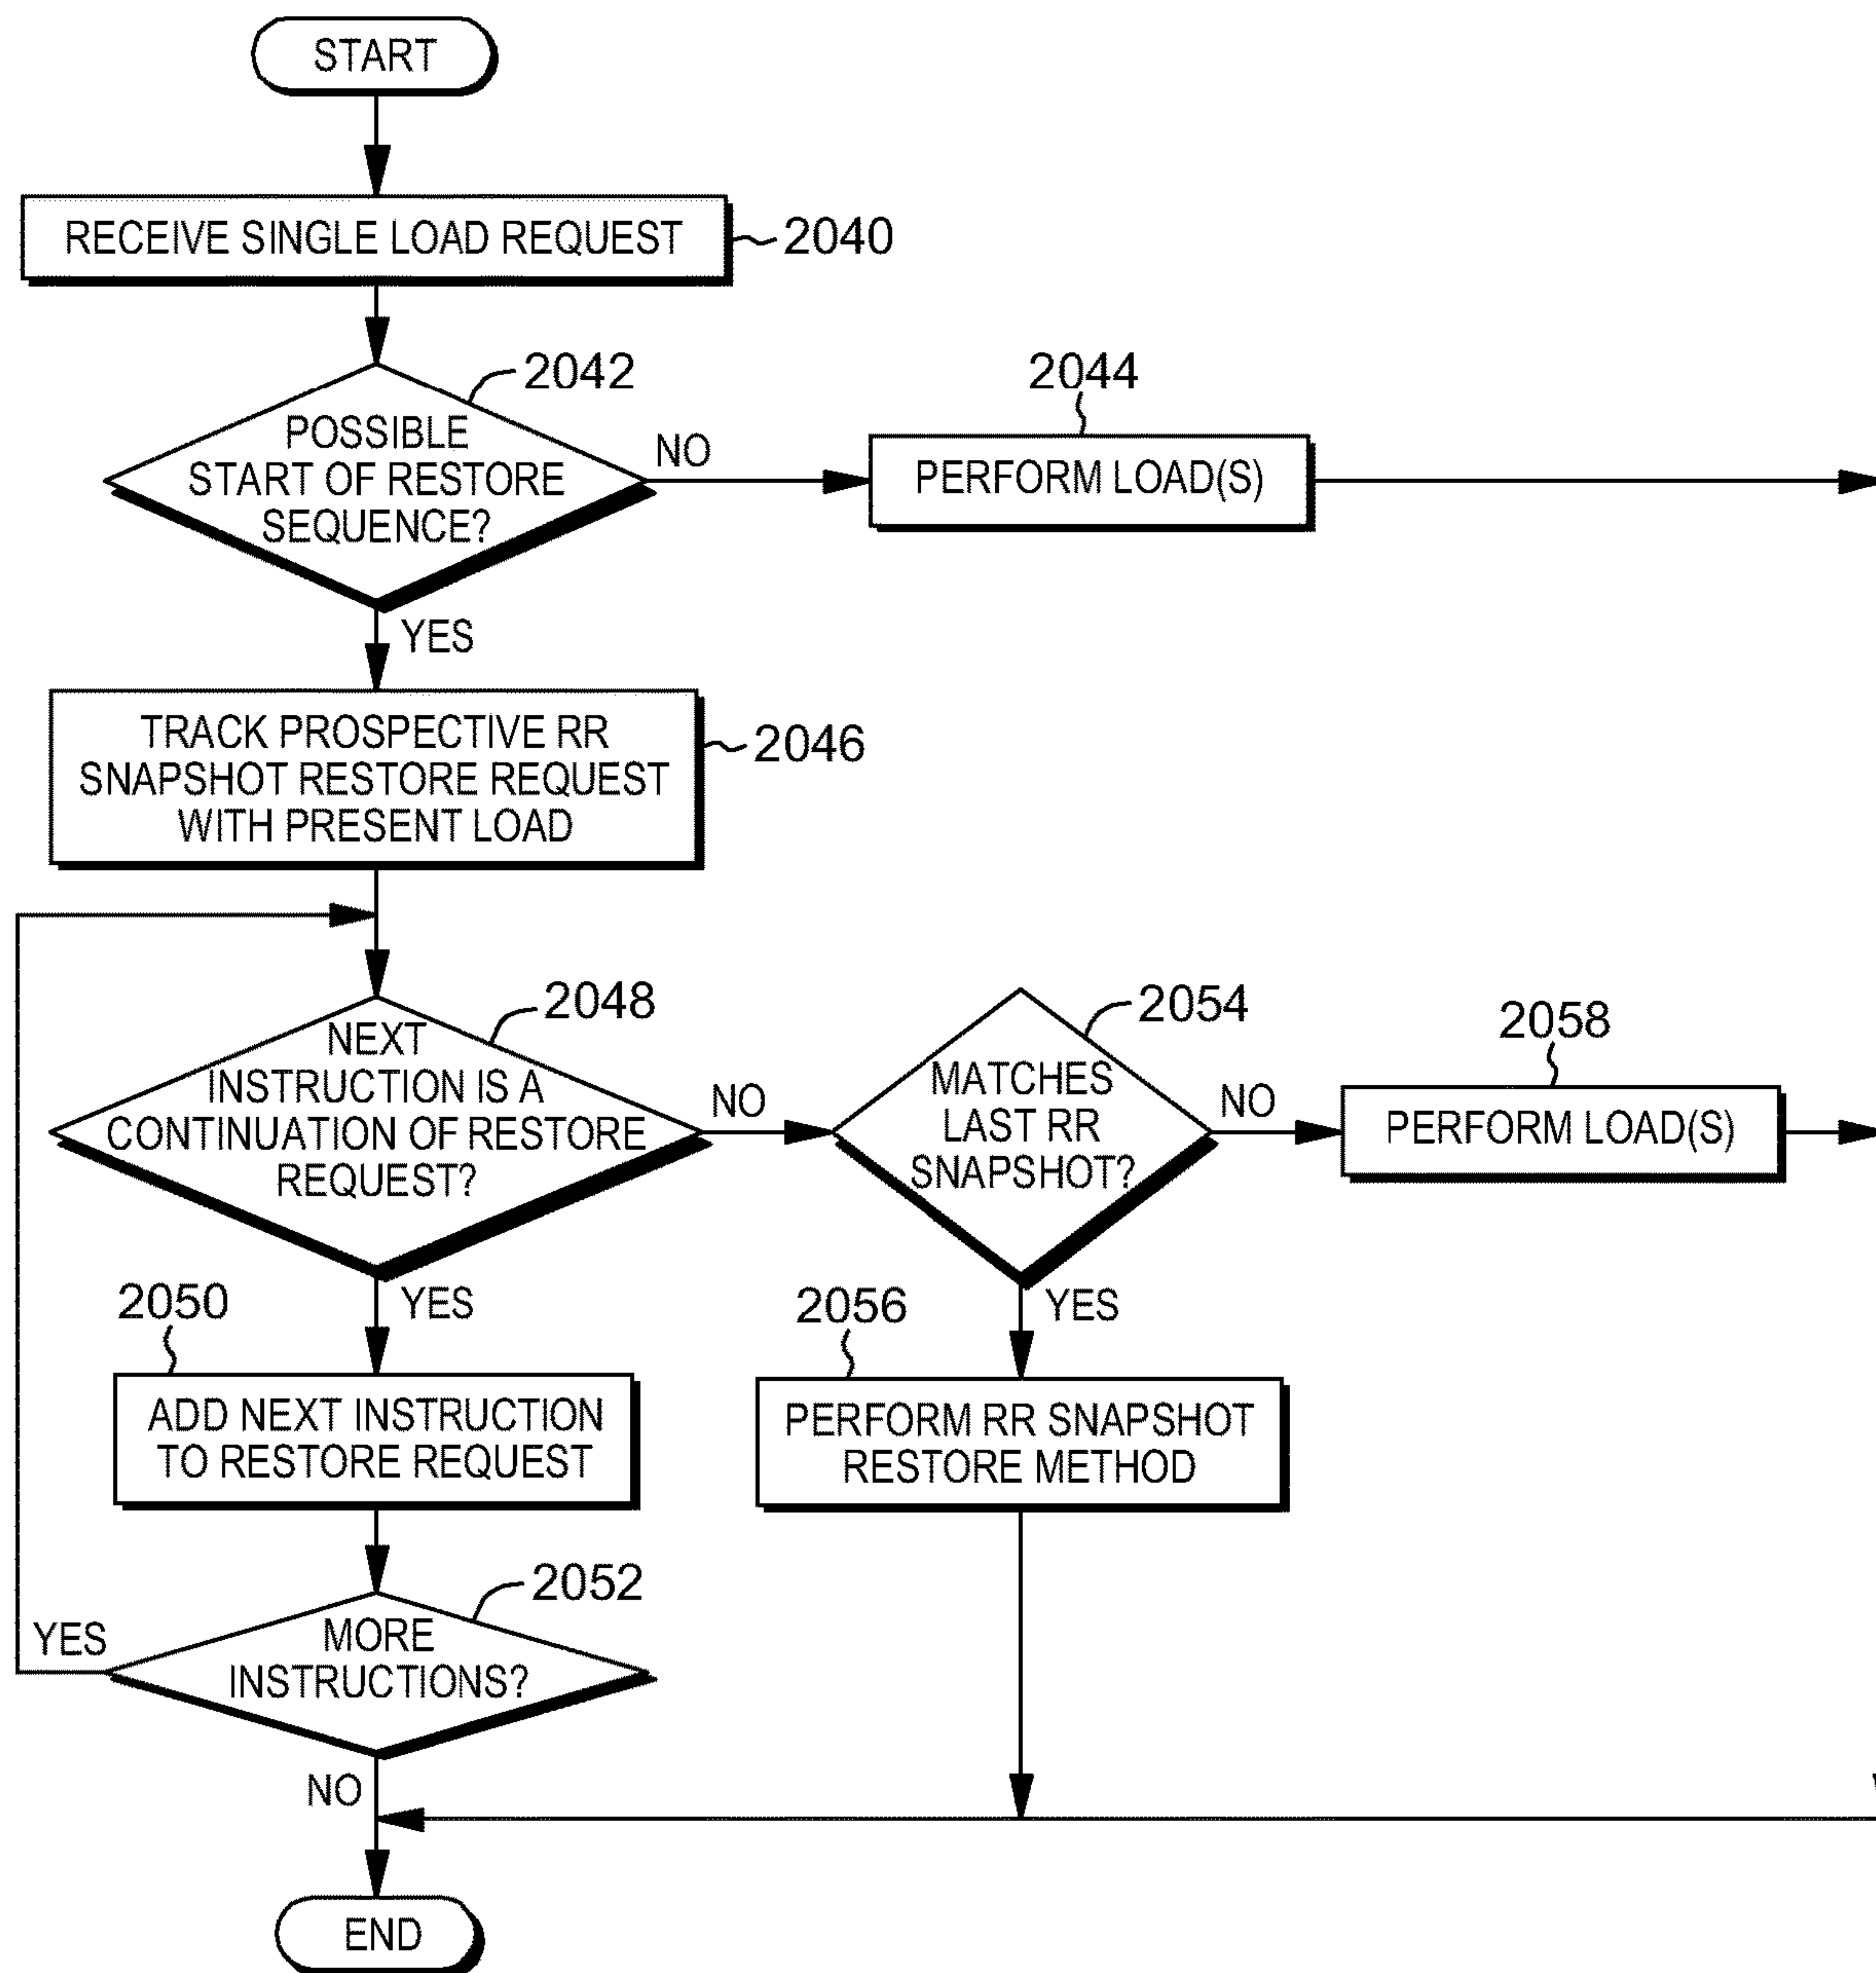 START
RECEIVE SINGLE LOAD REQUEST
2040
2042
POSSIBLE
START OF RESTORE
SEQUENCE?
NO
2044
PERFORM LOAD(S)
YES
TRACK PROSPECTIVE RR
SNAPSHOT RESTORE REQUEST
WITH PRESENT LOAD
2046
2048
NEXT
INSTRUCTION IS A
CONTINUATION OF RESTORE
REQUEST?
NO
2054
MATCHES
LAST RR
SNAPSHOT?
NO
2058
PERFORM LOAD(S)
YES
2050
ADD NEXT INSTRUCTION
TO RESTORE REQUEST
YES
2056
PERFORM RR SNAPSHOT
RESTORE METHOD
2052
MORE
INSTRUCTIONS?
YES
NO
END